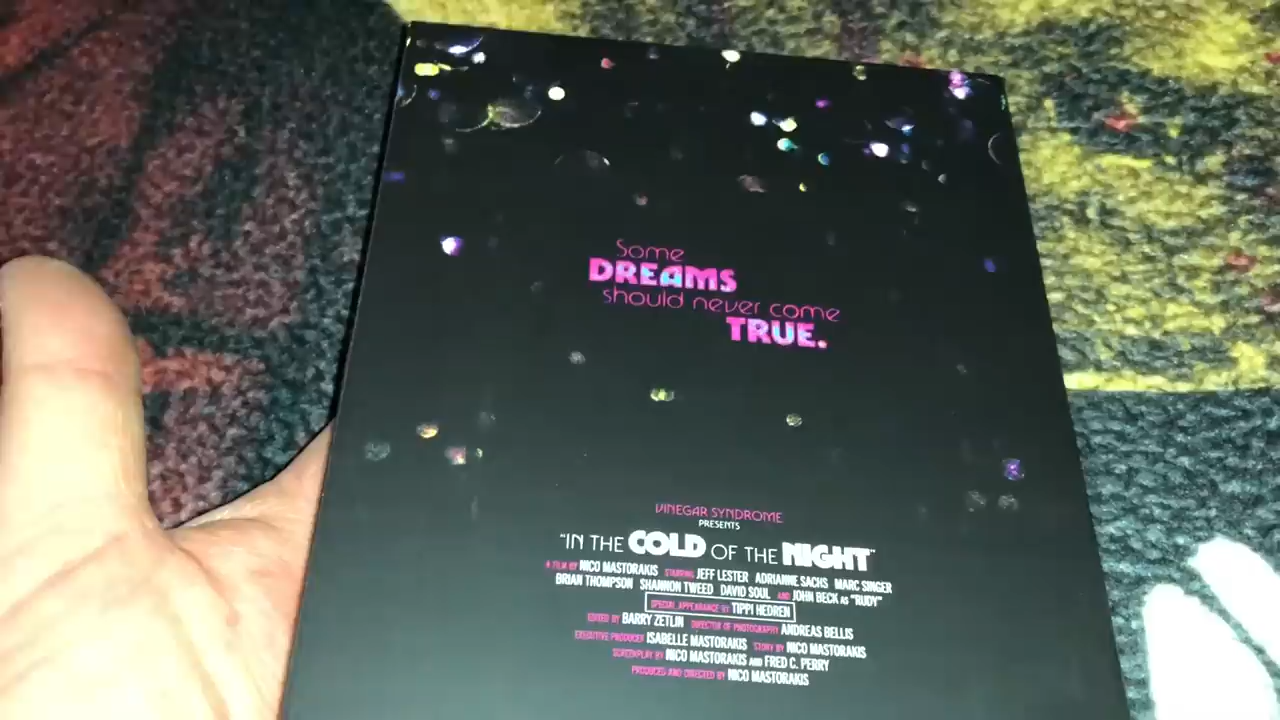 Some
DREAMS
should never come
TRUE.
VINEGAR SYNDROME
PRESENTS
"IN THE COLD OF THE NIGHT"
A FILM BY NICO MASTORAKIS STARRING JEFF LESTER ADRIANNE SACHS MARC SINGER
BRIAN THOMPSON SHANNON TWEED DAVID SOUL AND JOHN BECK AS "RUDY"
SPECIAL APPEARANCE BY TIPPI HEDREN
EDITED BY BARRY ZETLIN DIRECTOR OF PHOTOGRAPHY ANDREAS BELLIS
EXECUTIVE PRODUCER ISABELLE MASTORAKIS STORY BY NICO MASTORAKIS
SCREENPLAY BY NICO MASTORAKIS AND FRED C. PERRY
PRODUCED AND DIRECTED BY NICO MASTORAKIS